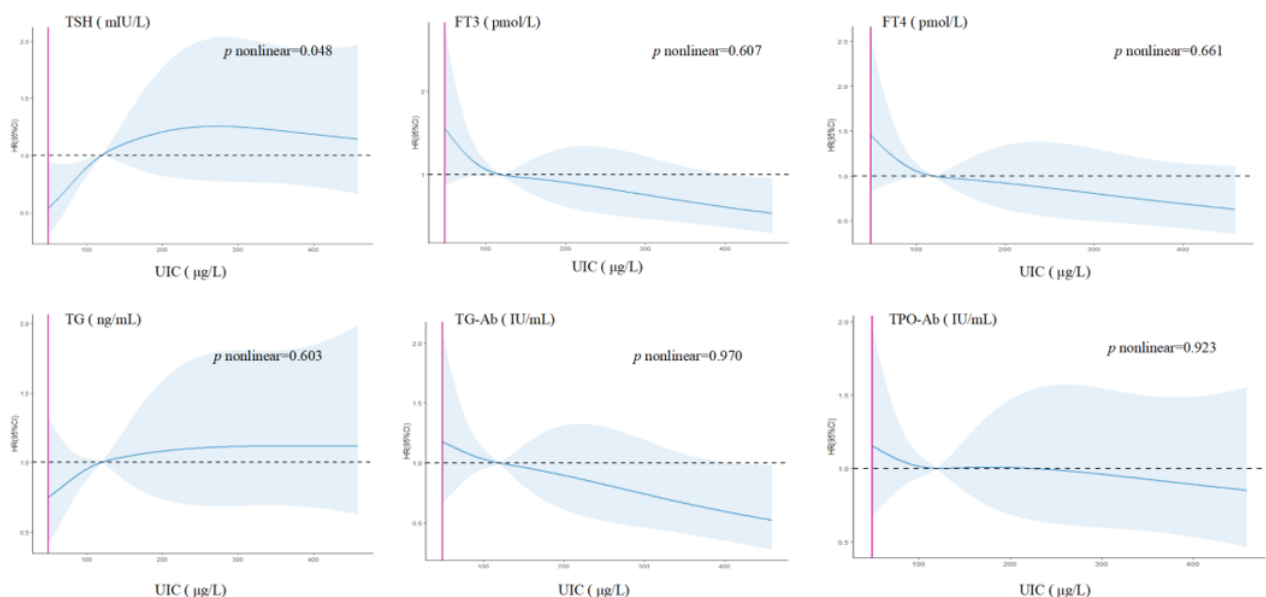 TSH ( mIU/L)
p nonlinear=0.048
2.0
1.5
1.0
0.5
HR(95%CI)
100 200 300 400
UIC ( μg/L)
FT3 ( pmol/L)
p nonlinear=0.607
2
1
HR(95%CI)
100 200 300 400
UIC ( μg/L)
FT4 ( pmol/L)
p nonlinear=0.661
2.5
2.0
1.5
1.0
0.5
HR(95%CI)
100 200 300 400
UIC ( μg/L)
TG ( ng/mL)
p nonlinear=0.603
2.0
1.5
1.0
0.5
HR(95%CI)
100 200 300 400
UIC ( μg/L)
TG-Ab ( IU/mL)
p nonlinear=0.970
2.0
1.5
1.0
0.5
HR(95%CI)
100 200 300 400
UIC ( μg/L)
TPO-Ab ( IU/mL)
p nonlinear=0.923
2.0
1.5
1.0
0.5
HR(95%CI)
100 200 300 400
UIC ( μg/L)